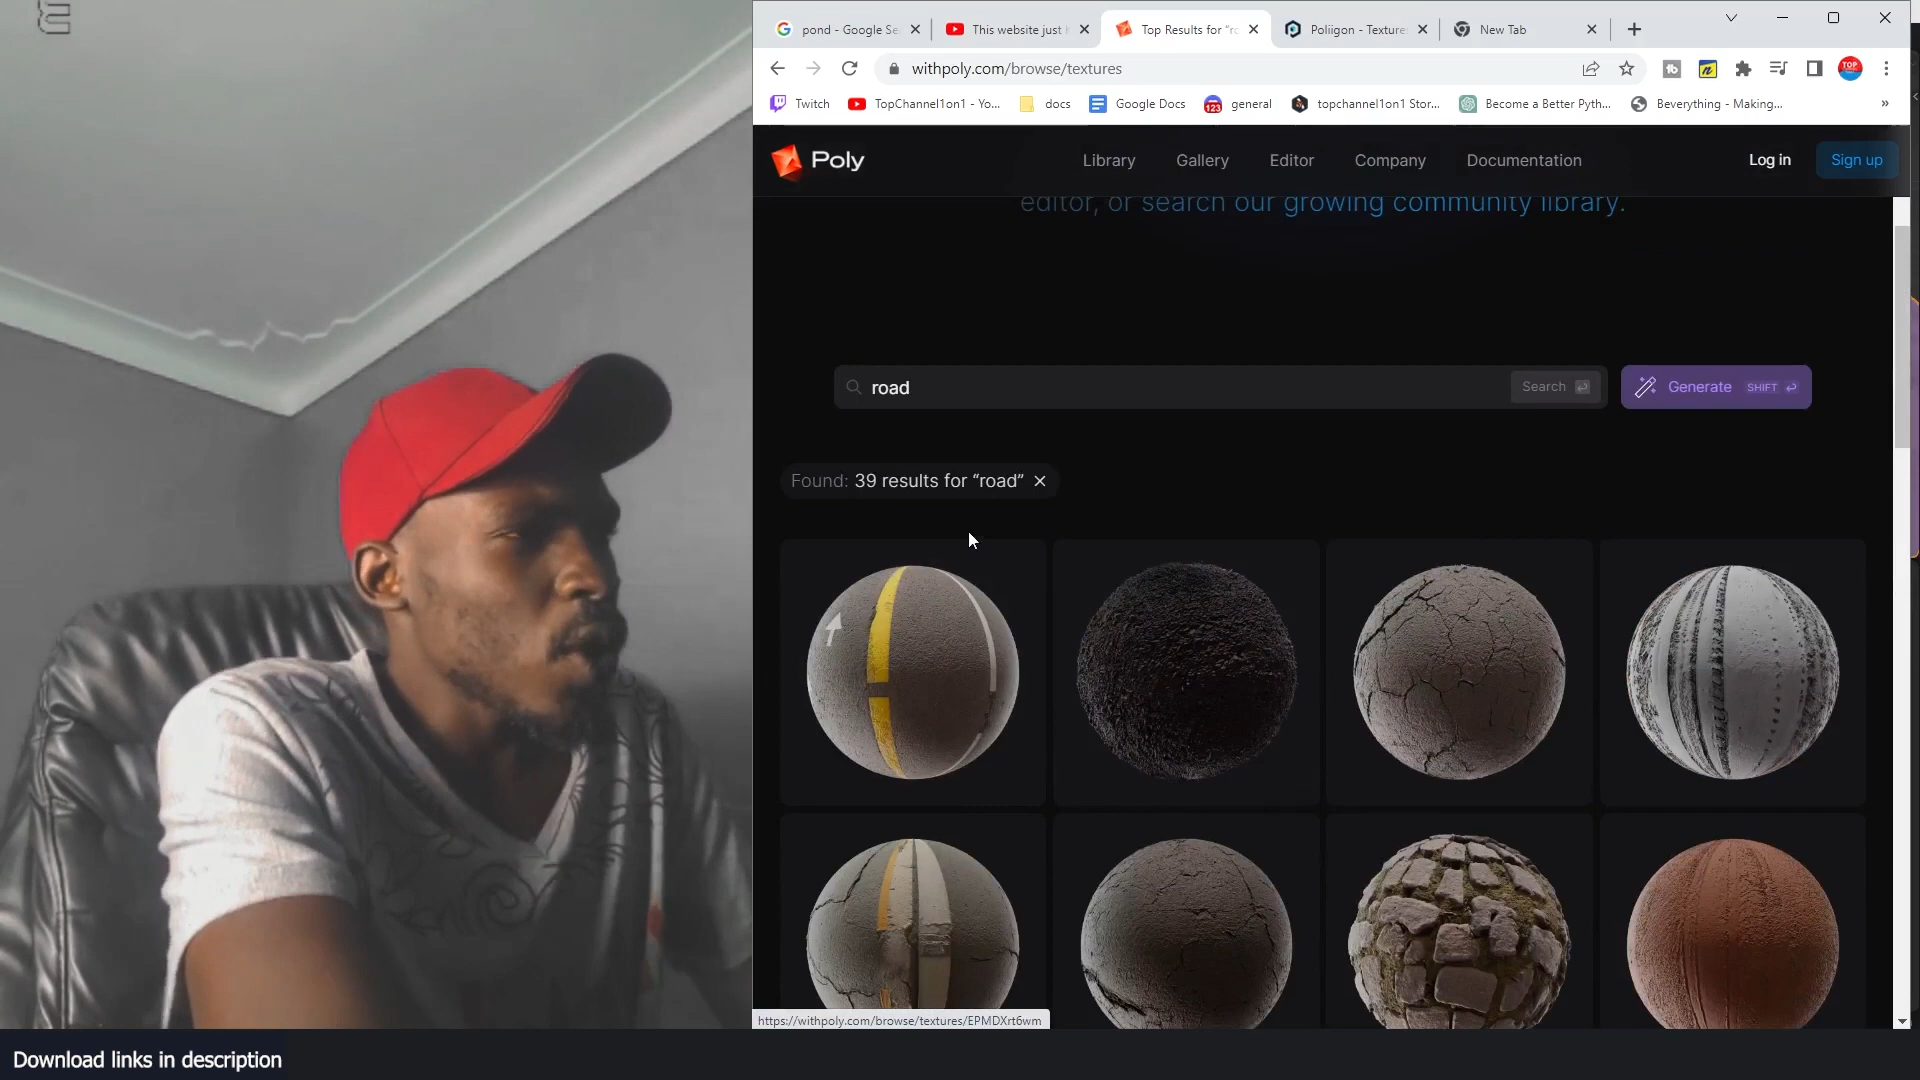 pond - Google Se
This website just
Top Results for "ro
Poliigon - Texture
New Tab
withpoly.com/browse/textures
Twitch
TopChannel1on1 - Yo...
docs
Google Docs
general
topchannel1on1 Stor...
Become a Better Pyth...
Beverything - Making...
»
Poly
Library
Gallery
Editor
Company
Documentation
Log in
Sign up
editor, or search our growing community library.
road
Search
Generate SHIFT
Found: 39 results for “road”
https://withpoly.com/browse/textures/EPMDXrt6wm
Download links in description